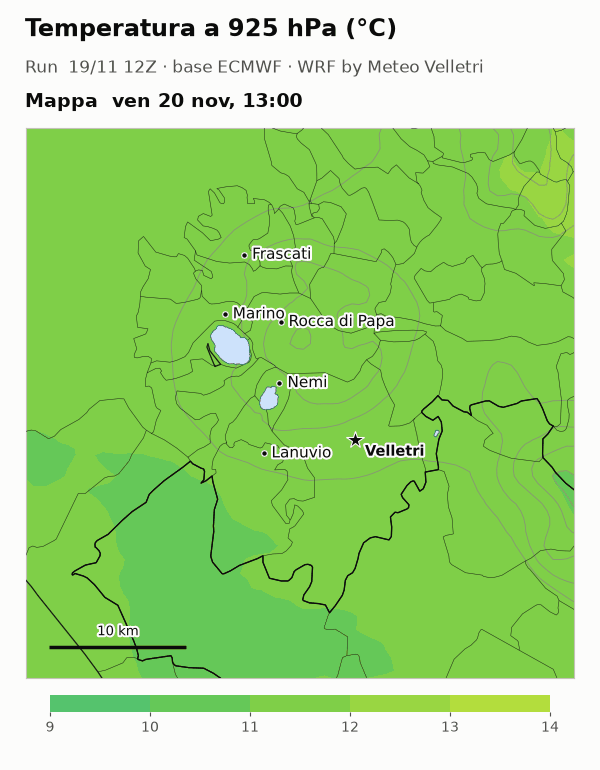 Temperatura a 925 hPa (°C)
Run 19/11 12Z · base ECMWF · WRF by Meteo Velletri
Mappa ven 20 nov, 13:00
Frascati
Marino
Rocca di Papa
Nemi
Velletri
Lanuvio
10 km
9 10 11 12 13 14